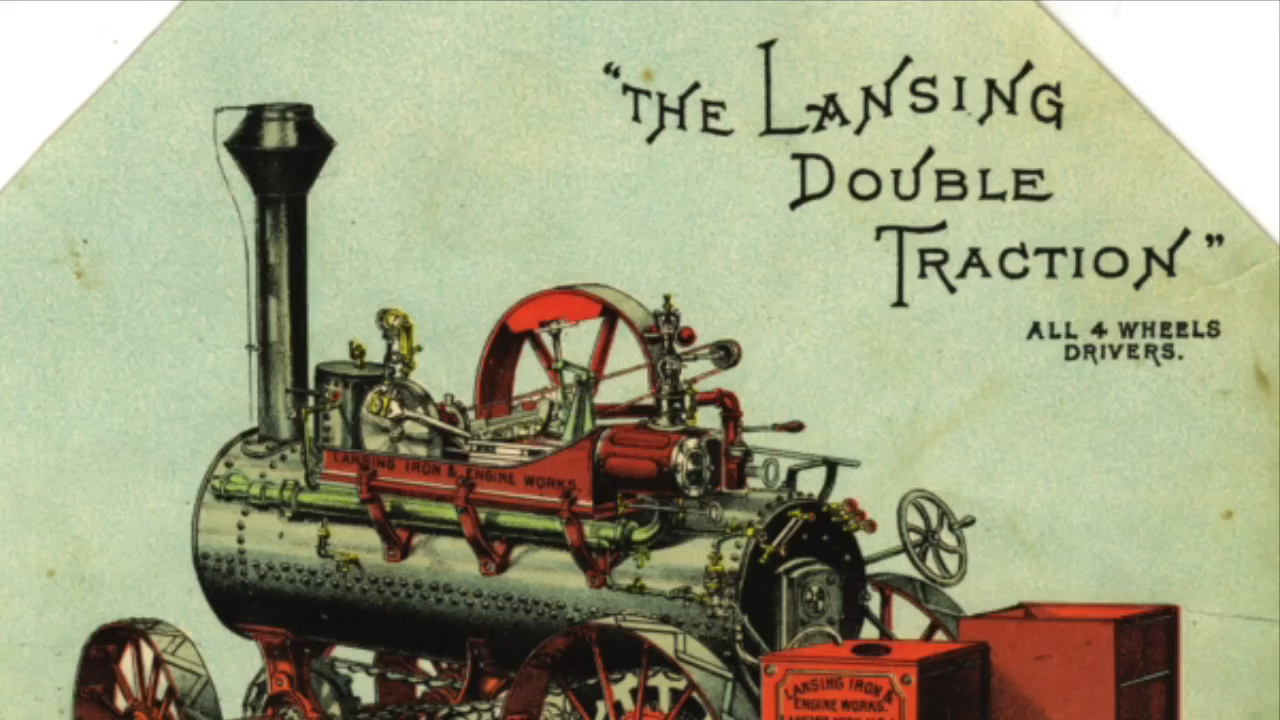 "THE LANSING
DOUBLE
TRACTION"
ALL 4 WHEELS
DRIVERS.
LANSING IRON & ENGINE WORKS.
LANSING IRON &
ENGINE WORKS.